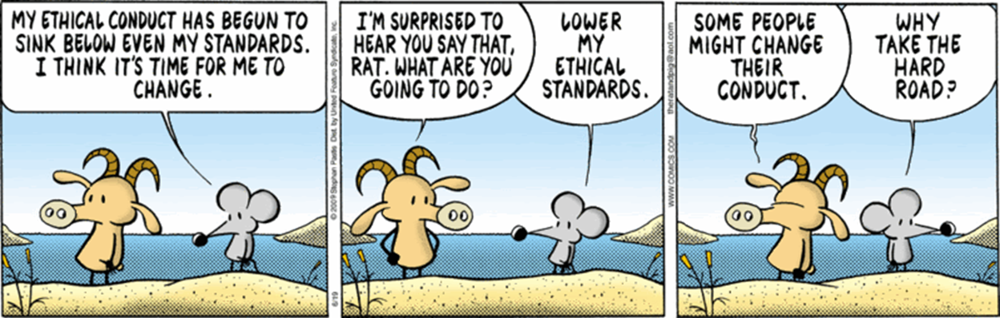 MY ETHICAL CONDUCT HAS BEGUN TO
SINK BELOW EVEN MY STANDARDS.
I THINK IT'S TIME FOR ME TO
CHANGE.
© 2009 Stephan Pastis Dist. by United Feature Syndicate, Inc.
6/19
I'M SURPRISED TO
HEAR YOU SAY THAT,
RAT. WHAT ARE YOU
GOING TO DO?
LOWER
MY
ETHICAL
STANDARDS.
WWW.COMICS.COM theratandpig@aol.com
SOME PEOPLE
MIGHT CHANGE
THEIR
CONDUCT.
WHY
TAKE THE
HARD
ROAD?